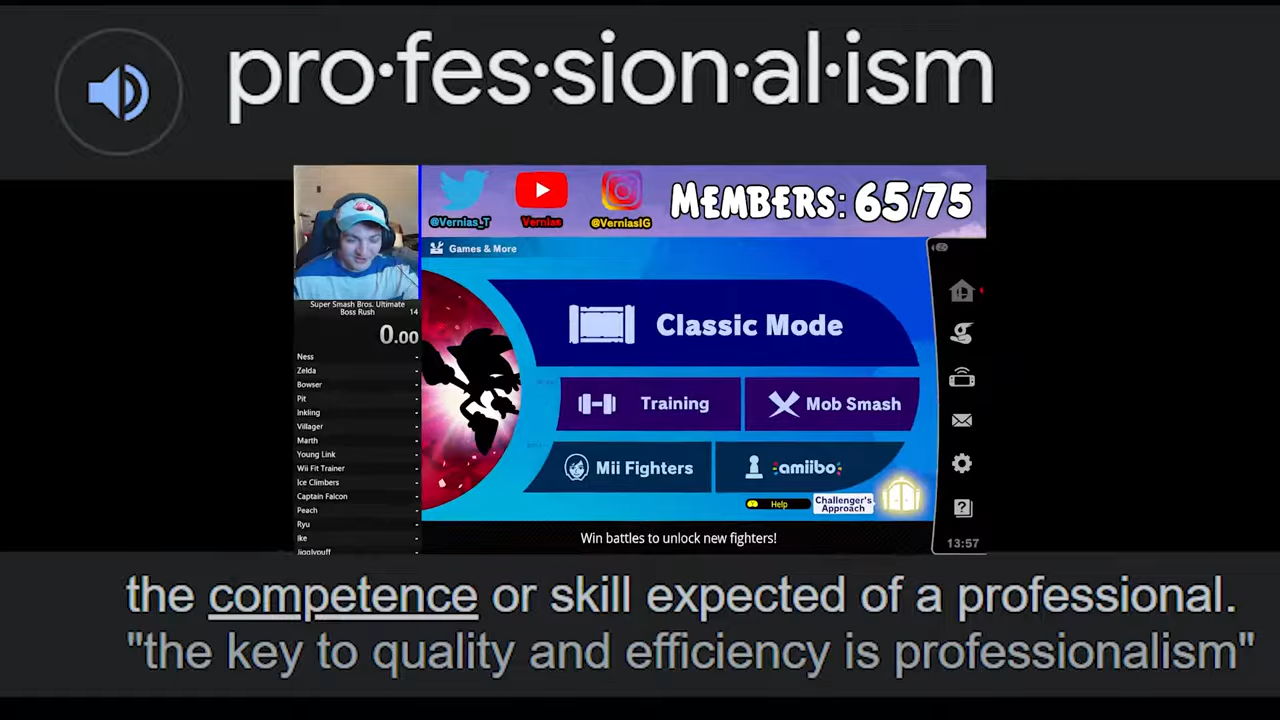 pro·fes·sion·al·ism
@Vernias_T
Vernias
@VerniasIG
MEMBERS: 65/75
Games & More
Super Smash Bros. Ultimate
Boss Rush
14
0.00
Ness -
Zelda -
Bowser -
Pit -
Inkling -
Villager -
Marth -
Young Link -
Wii Fit Trainer -
Ice Climbers -
Captain Falcon -
Peach -
Ryu -
Ike -
Jigglypuff
Classic Mode
Training
Mob Smash
Mii Fighters
amiibo
Help
Challenger's
Approach
Win battles to unlock new fighters!
13:57
the competence or skill expected of a professional.
"the key to quality and efficiency is professionalism"